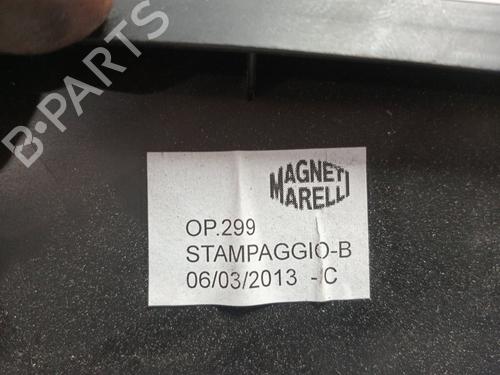 B-PARTS
MAGNETI
MARELLI
OP.299
STAMPAGGIO-B
06/03/2013 - C